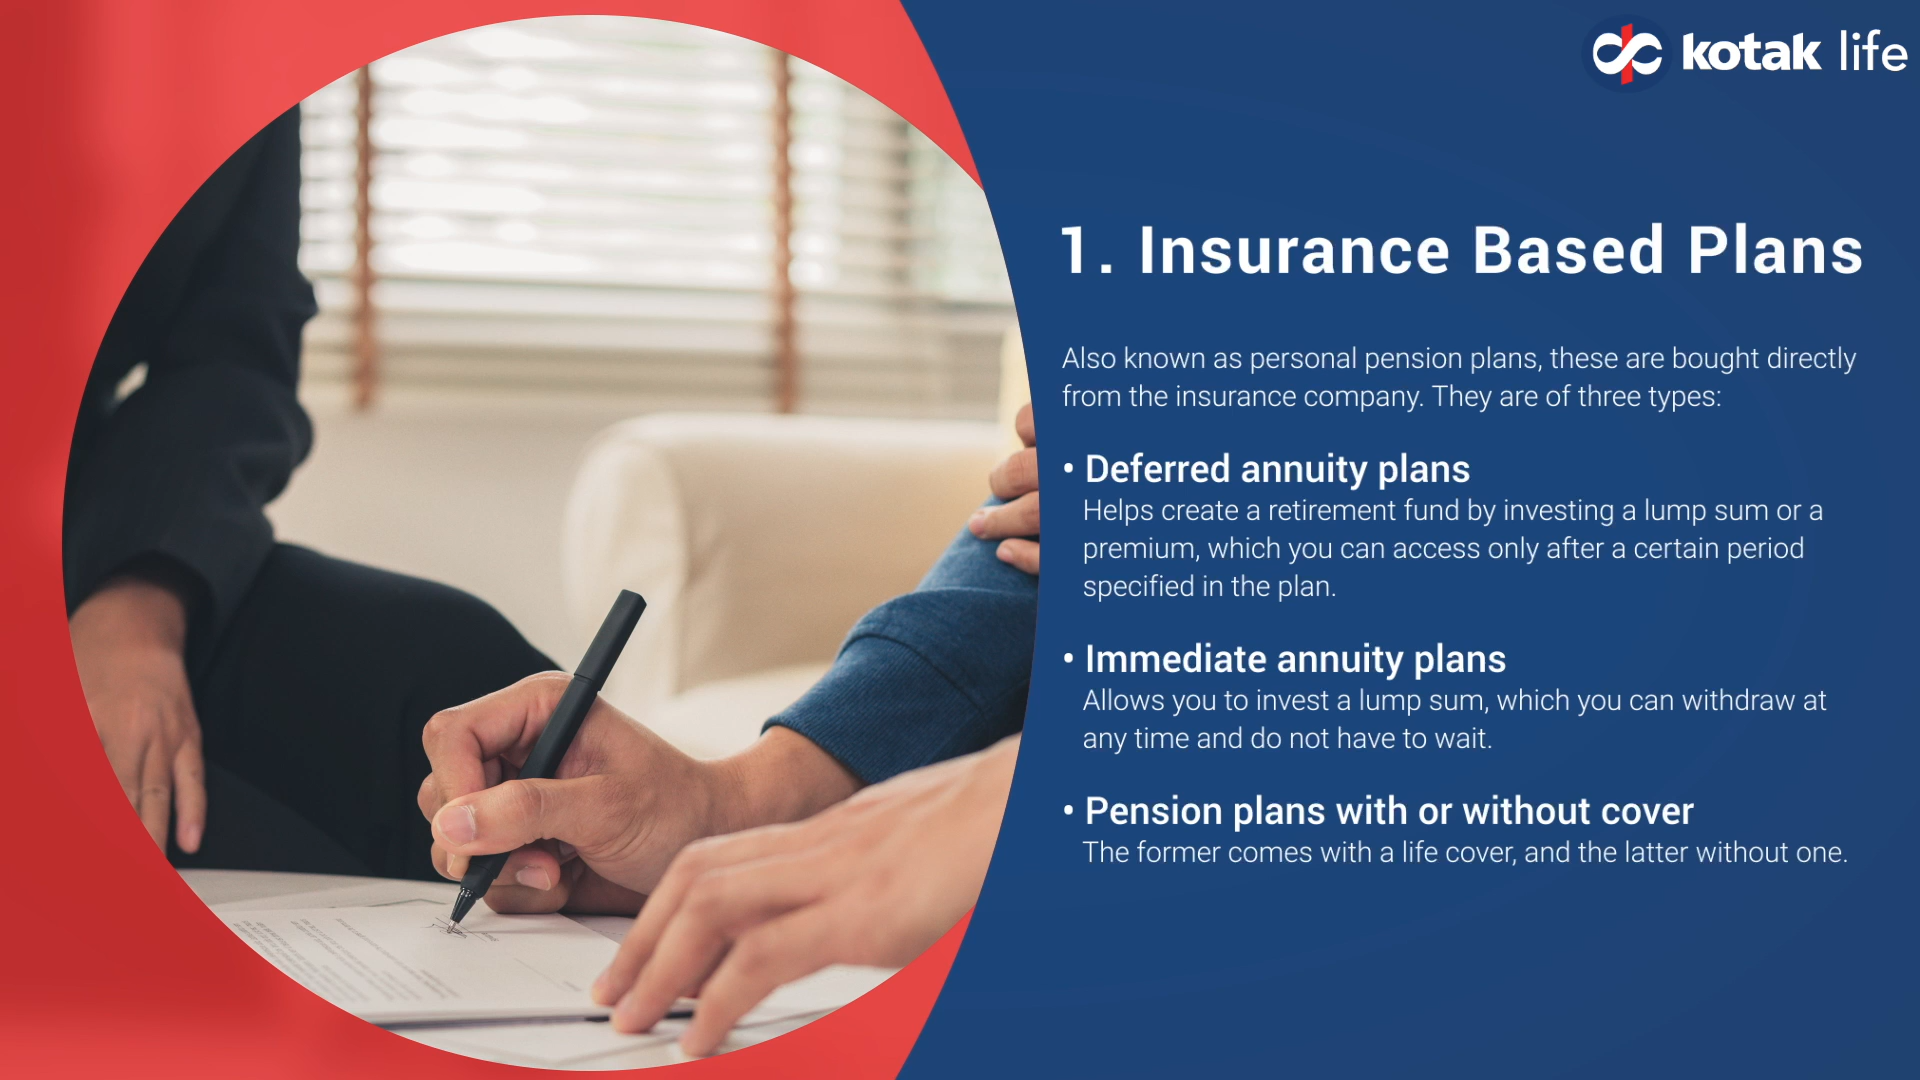 kotak life
1. Insurance Based Plans
Also known as personal pension plans, these are bought directly
from the insurance company. They are of three types:
• Deferred annuity plans
Helps create a retirement fund by investing a lump sum or a
premium, which you can access only after a certain period
specified in the plan.
• Immediate annuity plans
Allows you to invest a lump sum, which you can withdraw at
any time and do not have to wait.
• Pension plans with or without cover
The former comes with a life cover, and the latter without one.